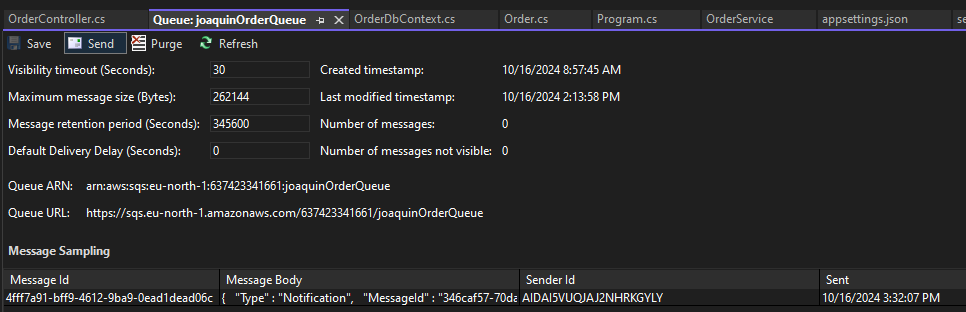 OrderController.cs Queue: joaquinOrderQueue OrderDbContext.cs Order.cs Program.cs OrderService appsettings.json se
Save Send Purge Refresh
Visibility timeout (Seconds): 30 Created timestamp: 10/16/2024 8:57:45 AM
Maximum message size (Bytes): 262144 Last modified timestamp: 10/16/2024 2:13:58 PM
Message retention period (Seconds): 345600 Number of messages: 0
Default Delivery Delay (Seconds): 0 Number of messages not visible: 0
Queue ARN: arn:aws:sqs:eu-north-1:637423341661:joaquinOrderQueue
Queue URL: https://sqs.eu-north-1.amazonaws.com/637423341661/joaquinOrderQueue
Message Sampling
Message Id Message Body Sender Id Sent
4fff7a91-bff9-4612-9ba9-0ead1dead06c { "Type" : "Notification", "MessageId" : "346caf57-70da AIDAI5VUQJAJ2NHRKGYLY 10/16/2024 3:32:07 PM